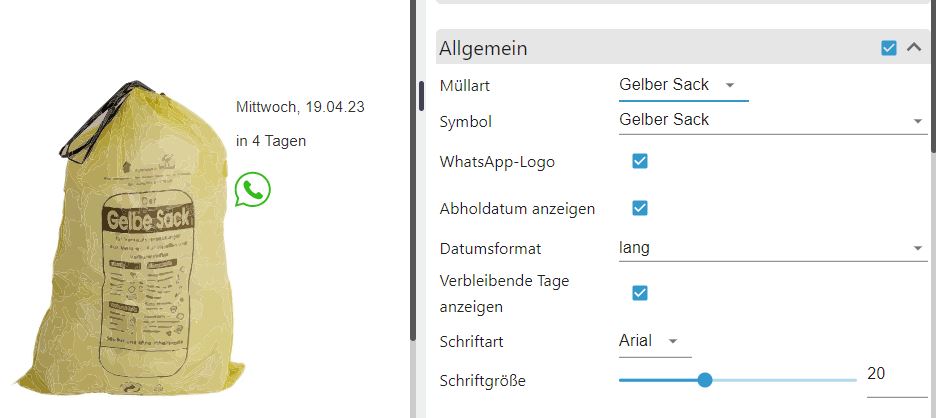 Mittwoch, 19.04.23
in 4 Tagen
Der
Gelbe Sack
Allgemein
Müllart
Gelber Sack
Symbol
Gelber Sack
WhatsApp-Logo
Abholdatum anzeigen
Datumsformat
lang
Verbleibende Tage
anzeigen
Schriftart
Arial
Schriftgröße
20